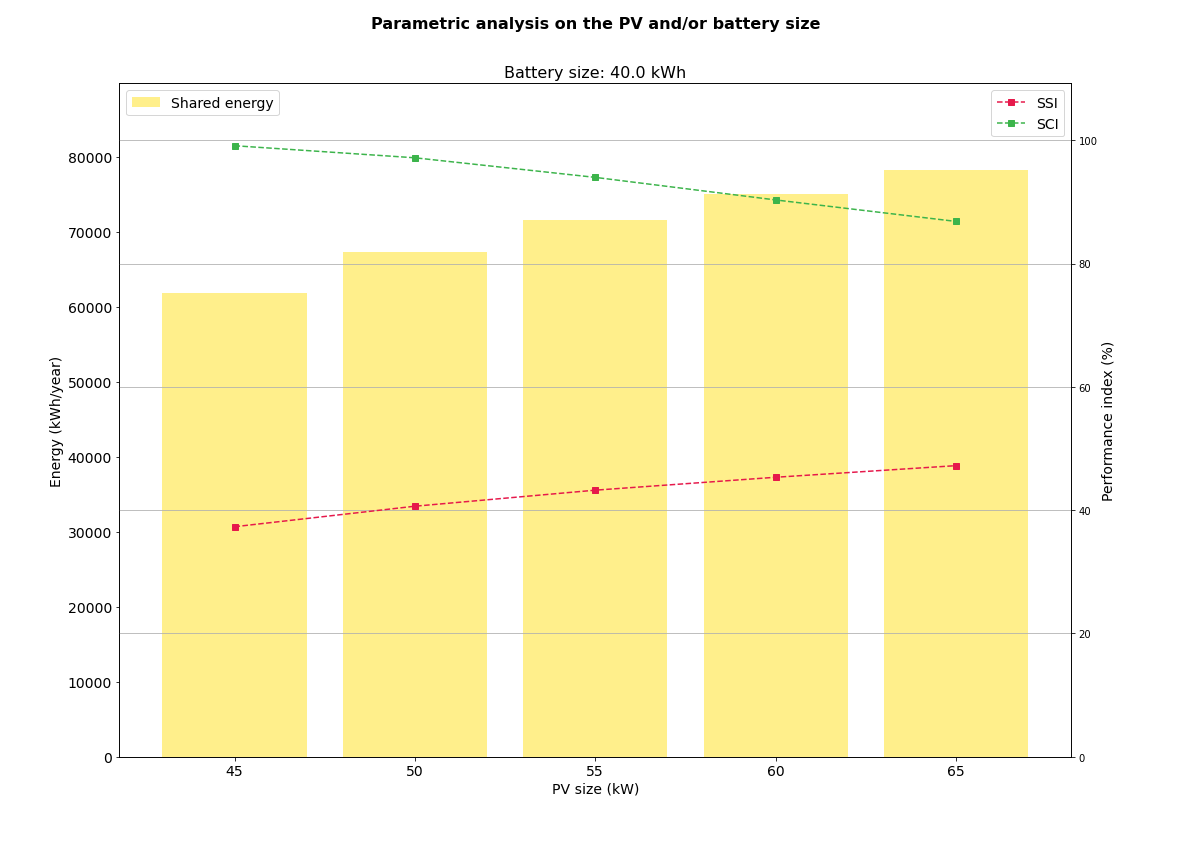 Parametric analysis on the PV and/or battery size
Battery size: 40.0 kWh
Shared energy
SSI
SCI
80000
70000
60000
50000
40000
30000
20000
10000
0
Energy (kWh/year)
100
80
60
40
20
0
Performance index (%)
45 50 55 60 65
PV size (kW)